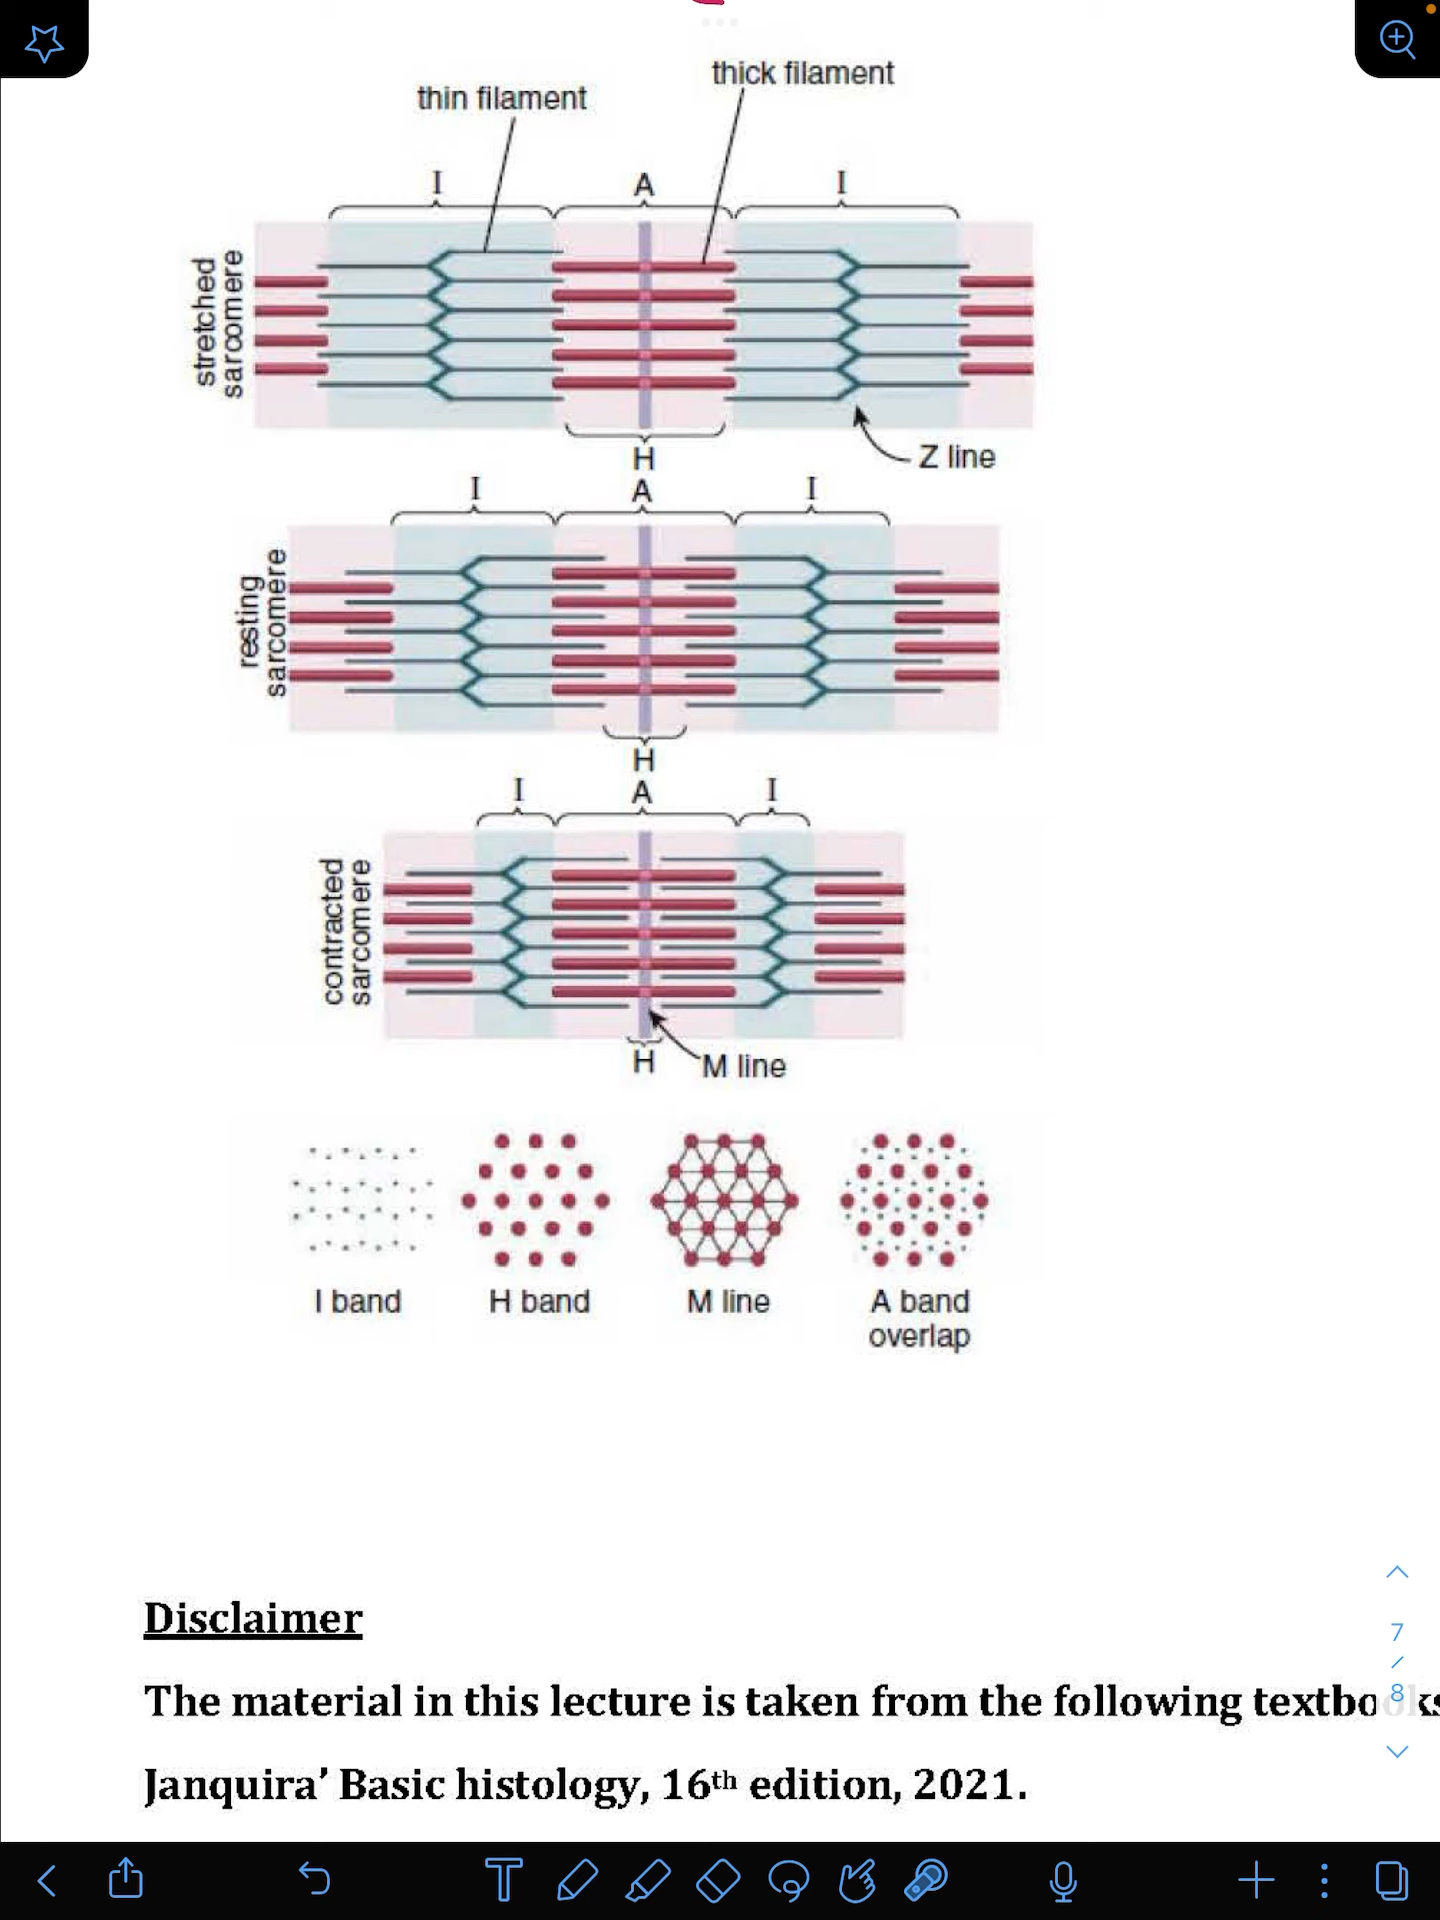 thick filament
thin filament
I A I
stretched
sarcomere
H
Z line
I A I
resting
sarcomere
H
I A I
contracted
sarcomere
H
M line
I band H band M line A band
overlap
Disclaimer
7
/
8
The material in this lecture is taken from the following
Janquira’ Basic histology, 16th edition, 2021.
T